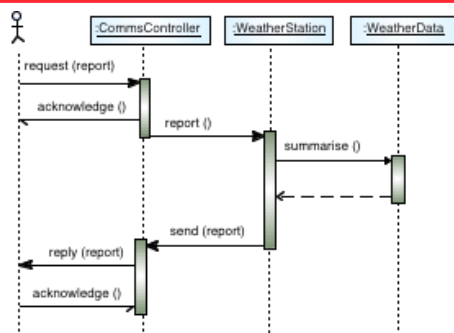 :CommsController
:WeatherStation
:WeatherData
request (report)
acknowledge ()
report ()
summarise ()
send (report)
reply (report)
acknowledge ()